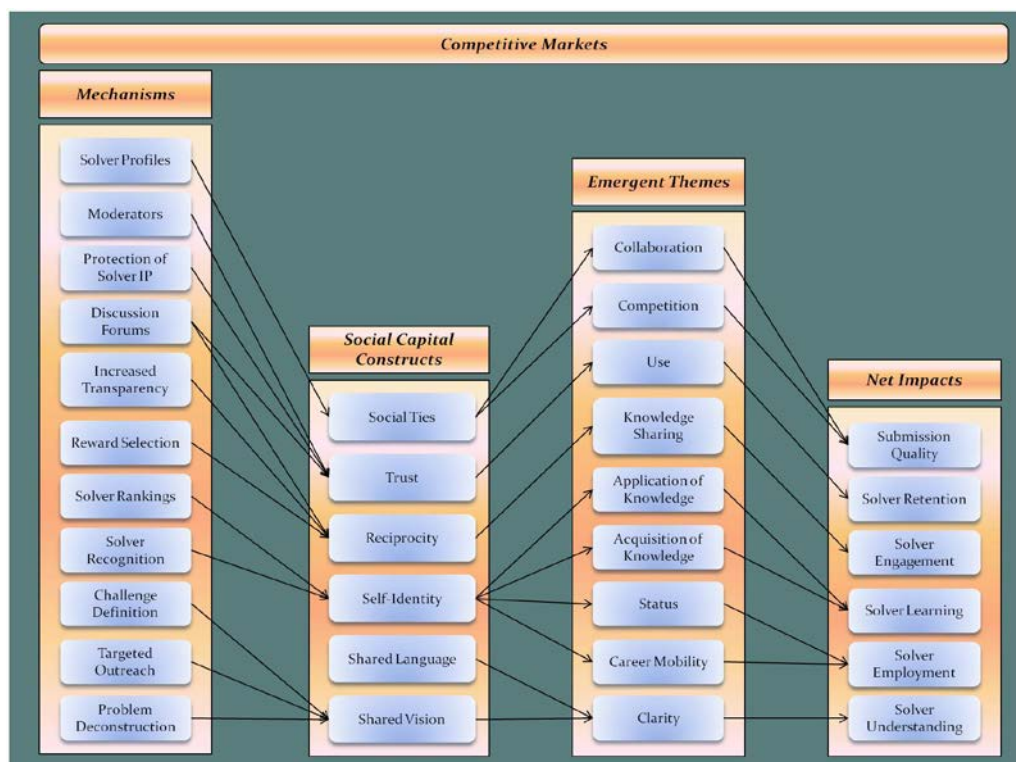 Competitive Markets
Mechanisms
Solver Profiles
Moderators
Protection of
Solver IP
Discussion
Forums
Increased
Transparency
Reward Selection
Solver Rankings
Solver
Recognition
Challenge
Definition
Targeted
Outreach
Problem
Deconstruction
Social Capital
Constructs
Social Ties
Trust
Reciprocity
Self-Identity
Shared Language
Shared Vision
Emergent Themes
Collaboration
Competition
Use
Knowledge
Sharing
Application of
Knowledge
Acquisition of
Knowledge
Status
Career Mobility
Clarity
Net Impacts
Submission
Quality
Solver Retention
Solver
Engagement
Solver Learning
Solver
Employment
Solver
Understanding